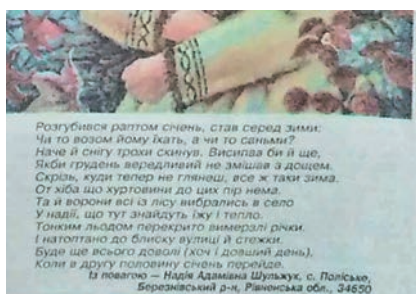 Розгубився раптом січень, став серед зими:
Чи то возом йому їхать, а чи то саньми?
Наче й снігу трохи скинув. Висипав би й ще,
Якби грудень вередливий не змішав з дощем.
Скрізь, куди тепер не глянеш, все ж таки зима.
От хіба що хуртовини до цих пір нема.
Та й ворони всі із лісу вибрались в село
У надії, що тут знайдуть їжу і тепло.
Тонким льодом перекрито вимерзлі річки.
І натоптано до блиску вулиці й стежки.
Буде ще всього доволі (хоч і довший день),
Коли в другу половину січень перейде.
Із повагою — Надія Адамівна Шульжук, с. Поліське,
Березнівський р-н, Рівненська обл., 34650